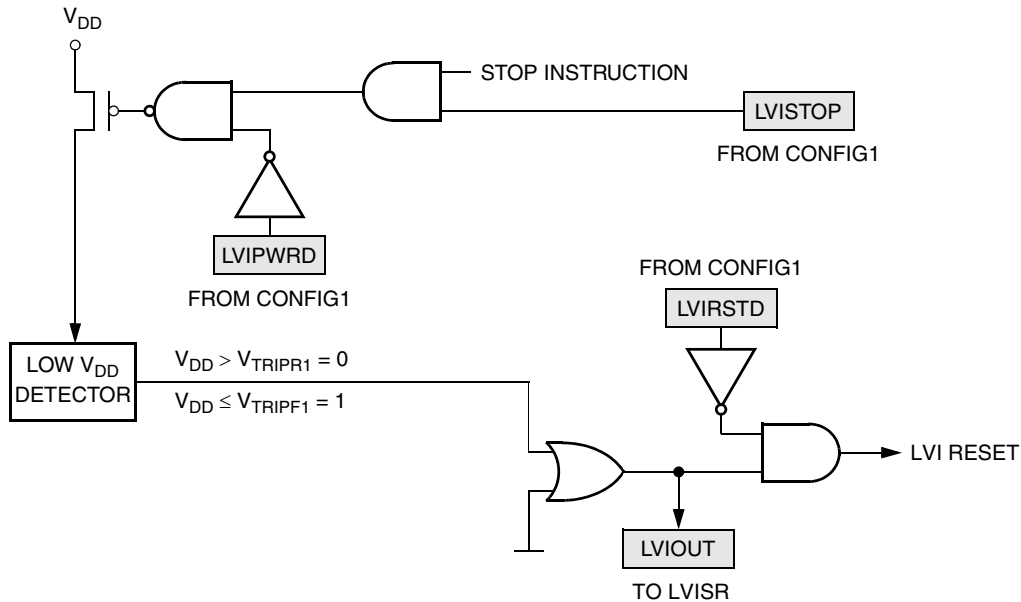 VDD
STOP INSTRUCTION
LVISTOP
FROM CONFIG1
LVIPWRD
FROM CONFIG1
FROM CONFIG1
LVIRSTD
LOW VDD
DETECTOR
VDD > VTRIPR1 = 0
VDD ≤ VTRIPF1 = 1
LVI RESET
LVIOUT
TO LVISR